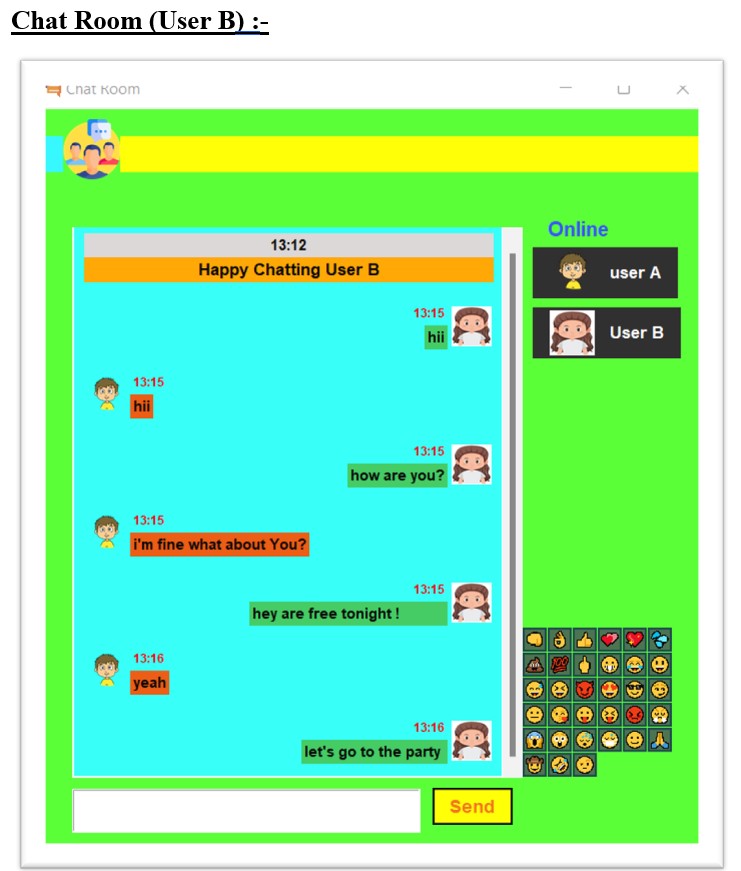 Chat Room (User B) :-
Chat Room
Online
13:12
Happy Chatting User B
user A
User B
13:15
hii
13:15
hii
13:15
how are you?
13:15
i'm fine what about You?
13:15
hey are free tonight !
13:16
yeah
13:16
let's go to the party
100
Send